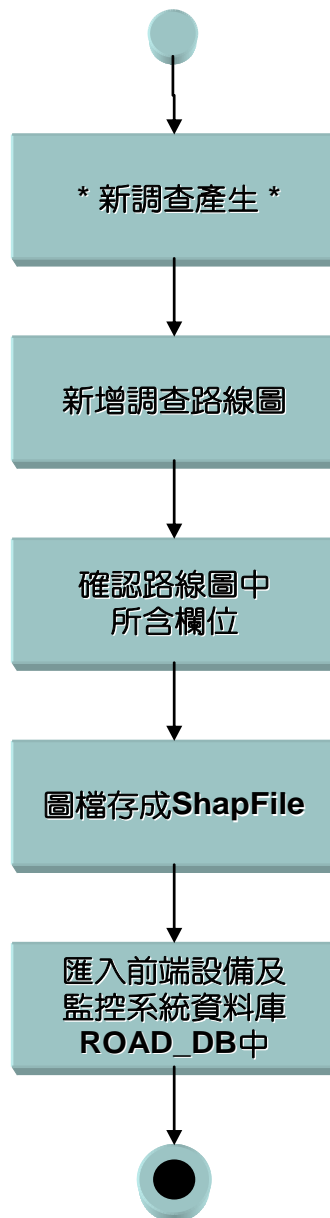 * 新調查產生 *
新增調查路線圖
確認路線圖中
所含欄位
圖檔存成ShapFile
匯入前端設備及
監控系統資料庫
ROAD_DB中